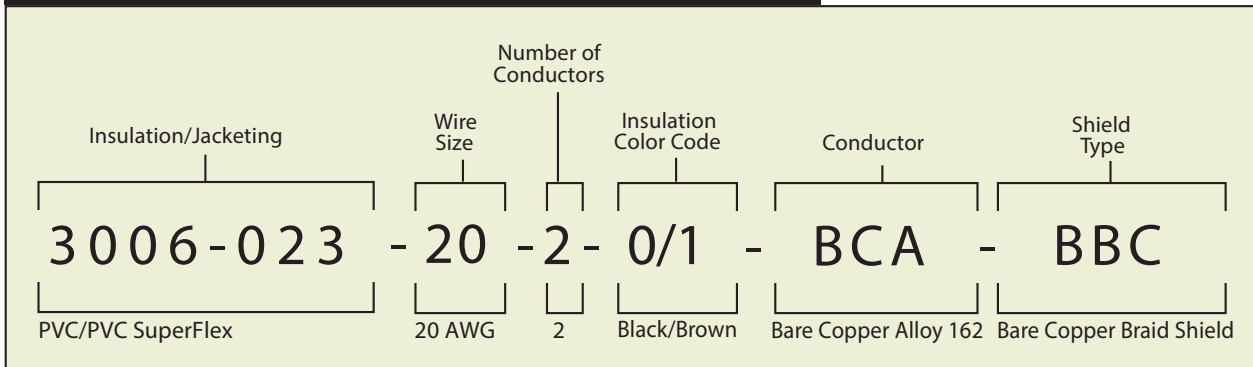 Number of
Conductors
Insulation/Jacketing
Wire
Size
Insulation
Color Code
Conductor
Shield
Type
3006-023 -20 -2- 0/1 - BCA - BBC
PVC/PVC SuperFlex 20 AWG 2 Black/Brown Bare Copper Alloy 162 Bare Copper Braid Shield